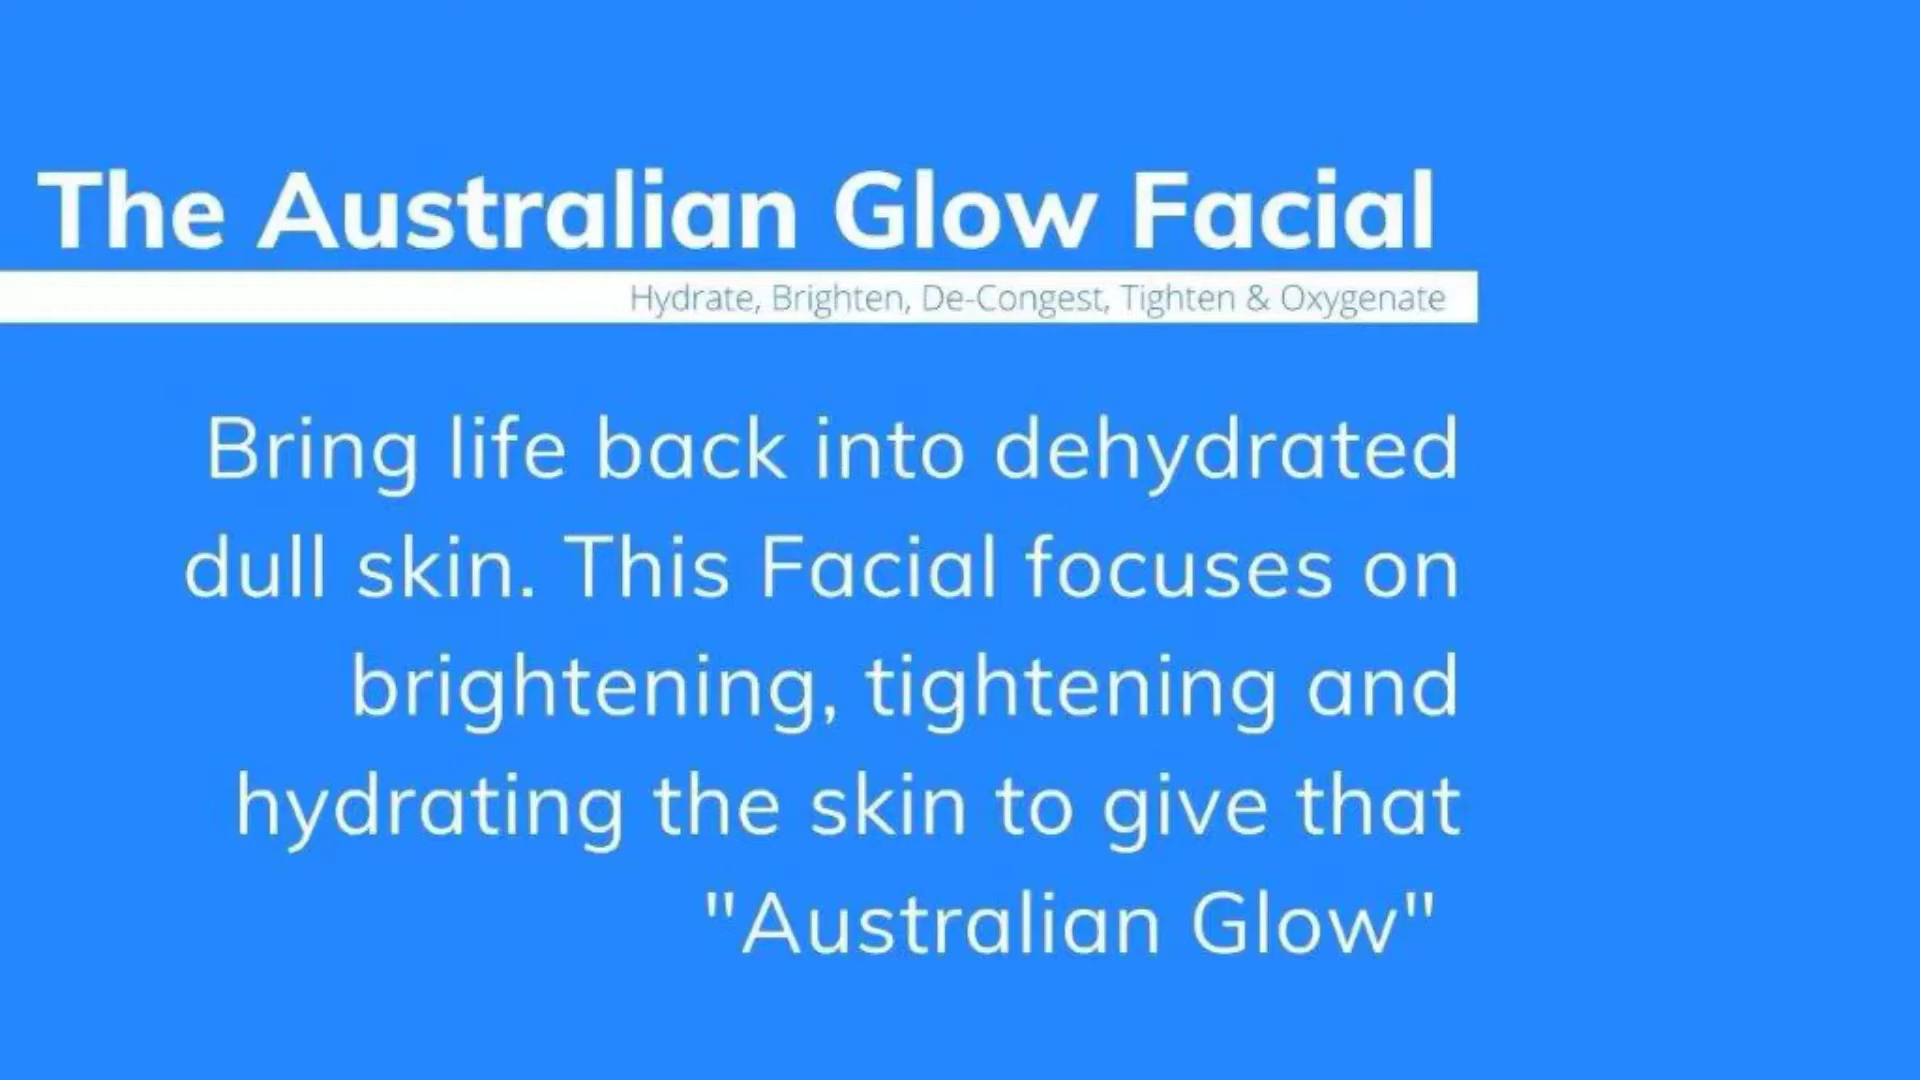 The Australian Glow Facial
Hydrate, Brighten, De-Congest, Tighten & Oxygenate
Bring life back into dehydrated
dull skin. This Facial focuses on
brightening, tightening and
hydrating the skin to give that
"Australian Glow"